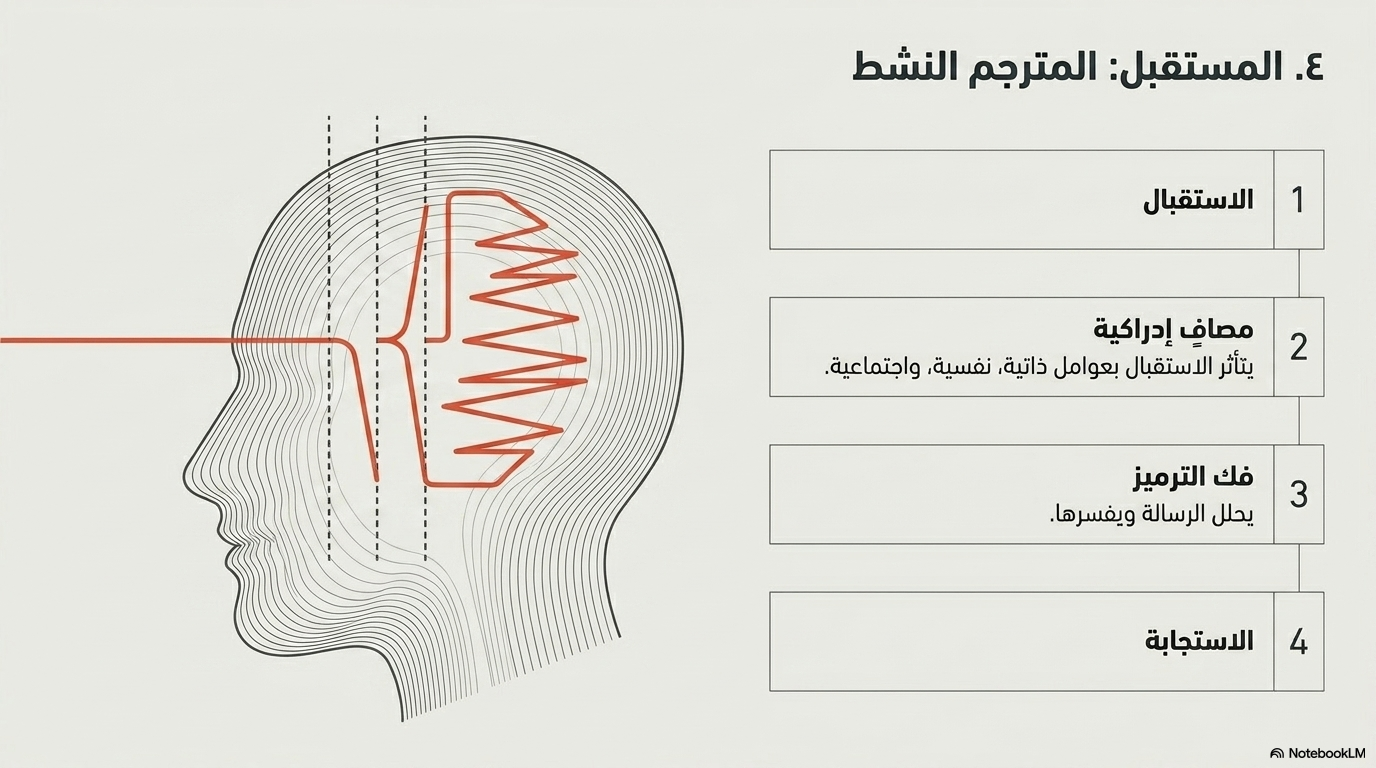 ٤. المستقبل: المترجم النشط
1
الاستقبال
2
مصافٍ إدراكية
يتأثر الاستقبال بعوامل ذاتية، نفسية، واجتماعية.
3
فك الترميز
يحلل الرسالة ويفسرها.
4
الاستجابة
NotebookLM